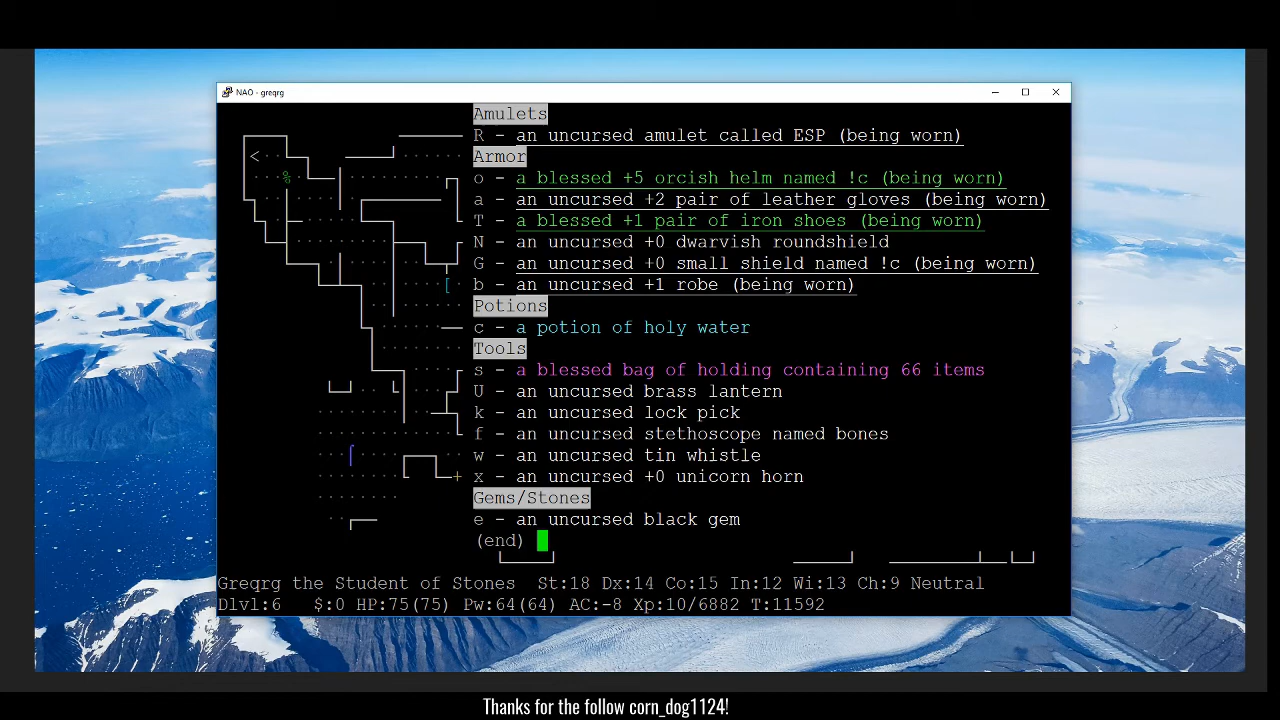 NAO - greqrg
Amulets
R - an uncursed amulet called ESP (being worn)
Armor
o - a blessed +5 orcish helm named !c (being worn)
a - an uncursed +2 pair of leather gloves (being worn)
T - a blessed +1 pair of iron shoes (being worn)
N - an uncursed +0 dwarvish roundshield
G - an uncursed +0 small shield named !c (being worn)
b - an uncursed +1 robe (being worn)
Potions
c - a potion of holy water
Tools
s - a blessed bag of holding containing 66 items
U - an uncursed brass lantern
k - an uncursed lock pick
f - an uncursed stethoscope named bones
w - an uncursed tin whistle
x - an uncursed +0 unicorn horn
Gems/Stones
e - an uncursed black gem
(end)
Greqrg the Student of Stones St:18 Dx:14 Co:15 In:12 Wi:13 Ch:9 Neutral
Dlvl:6 $:0 HP:75(75) Pw:64(64) AC:-8 Xp:10/6882 T:11592
Thanks for the follow corn_dog1124!